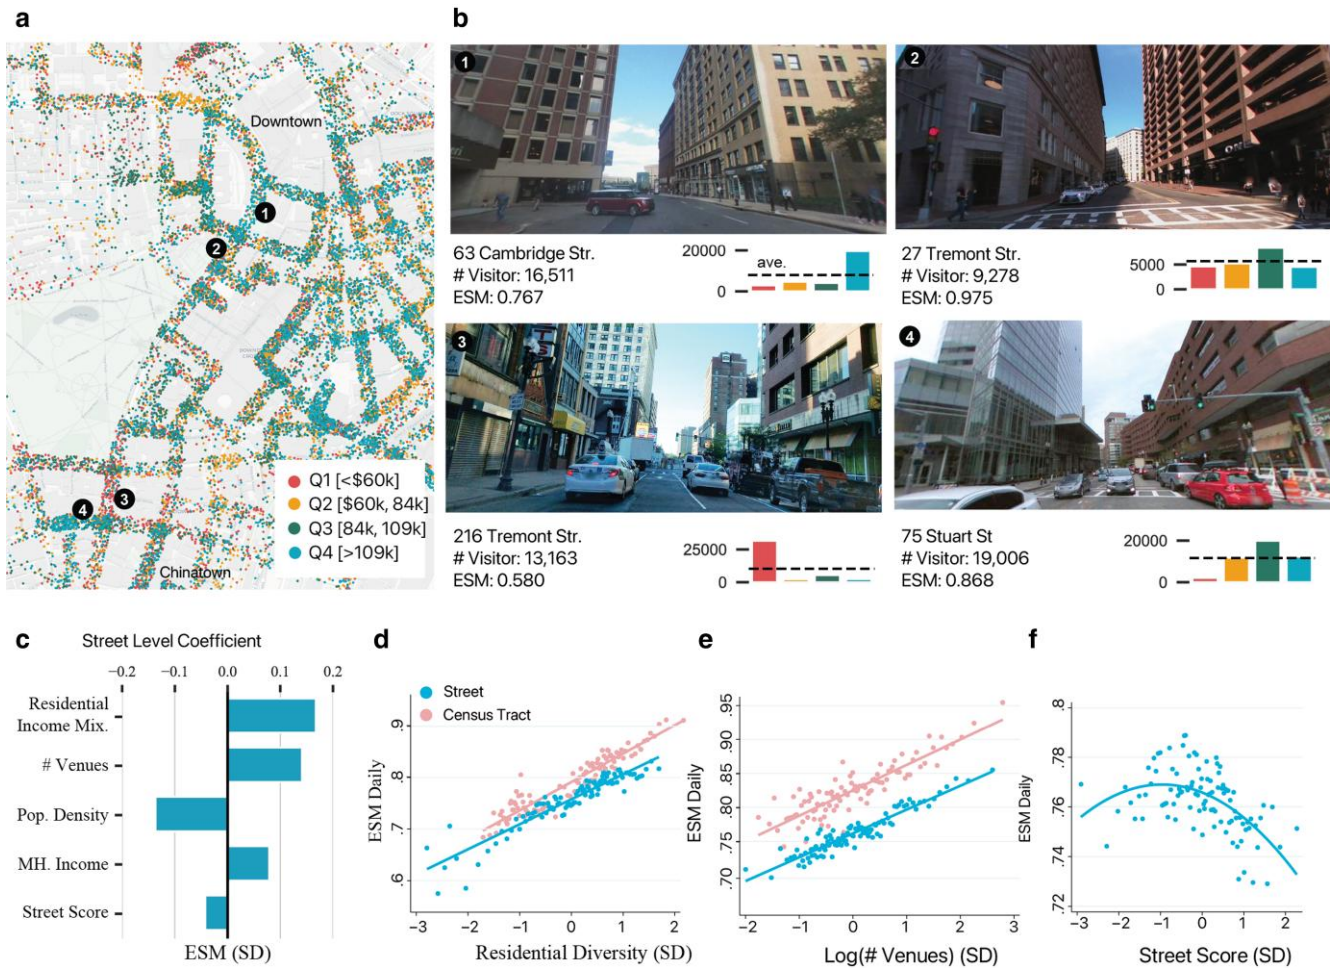 a
Downtown
1
2
3
4
Chinatown
Q1 [<$60k]
Q2 [$60k, 84k]
Q3 [84k, 109k]
Q4 [>109k]
b
1
63 Cambridge Str.
# Visitor: 16,511
ESM: 0.767
20000
ave.
0
2
27 Tremont Str.
# Visitor: 9,278
ESM: 0.975
5000
0
3
216 Tremont Str.
# Visitor: 13,163
ESM: 0.580
25000
0
4
75 Stuart St
# Visitor: 19,006
ESM: 0.868
20000
0
c
Street Level Coefficient
−0.2 −0.1 0.0 0.1 0.2
Residential
Income Mix.
# Venues
Pop. Density
MH. Income
Street Score
ESM (SD)
d
Street
Census Tract
ESM Daily
.9
.8
.7
.6
−3 −2 −1 0 1 2
Residential Diversity (SD)
e
ESM Daily
.95
.90
.85
.80
.75
.70
−2 −1 0 1 2 3
Log(# Venues) (SD)
f
ESM Daily
.8
.78
.76
.74
.72
−3 −2 −1 0 1 2
Street Score (SD)